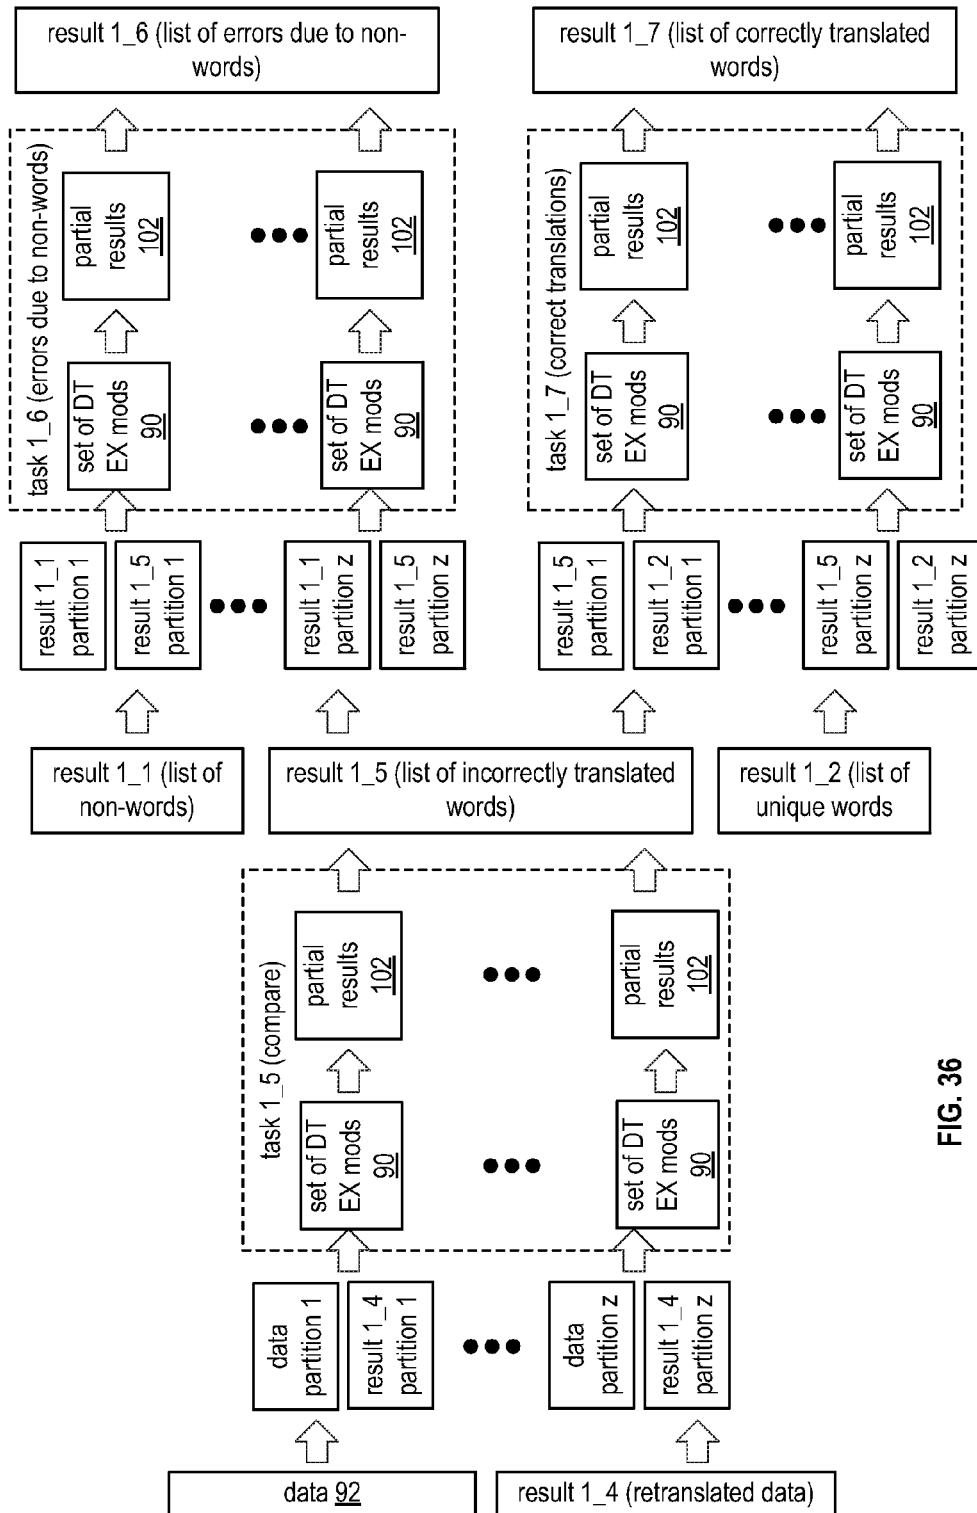 data 92
result 1_4 (retranslated data)
data
partition 1
result 1_4
partition 1
data
partition z
result 1_4
partition z
task 1_5 (compare)
set of DT
EX mods
90
partial
results
102
set of DT
EX mods
90
partial
results
102
result 1_1 (list of
non-words)
result 1_5 (list of incorrectly translated
words)
result 1_2 (list of
unique words
result 1_1
partition 1
result 1_5
partition 1
result 1_1
partition z
result 1_5
partition z
task 1_6 (errors due to non-words)
set of DT
EX mods
90
partial
results
102
set of DT
EX mods
90
partial
results
102
result 1_6 (list of errors due to non-
words)
result 1_5
partition 1
result 1_2
partition 1
result 1_5
partition z
result 1_2
partition z
task 1_7 (correct translations)
set of DT
EX mods
90
partial
results
102
set of DT
EX mods
90
partial
results
102
result 1_7 (list of correctly translated
words)
FIG. 36